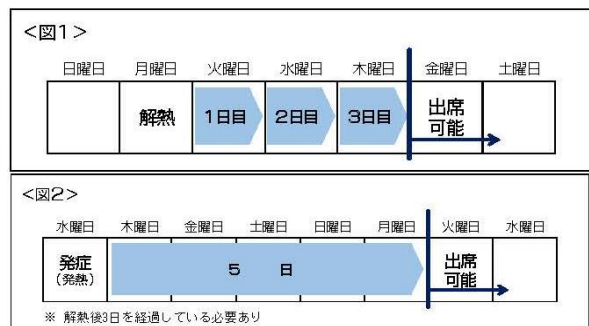 <図1>
日曜日 月曜日 火曜日 水曜日 木曜日 金曜日 土曜日
解熱 1日目 2日目 3日目 出席
可能
<図2>
水曜日 木曜日 金曜日 土曜日 日曜日 月曜日 火曜日 水曜日
発症 5 日 出席
(発熱) 可能
※ 解熱後3日を経過している必要あり